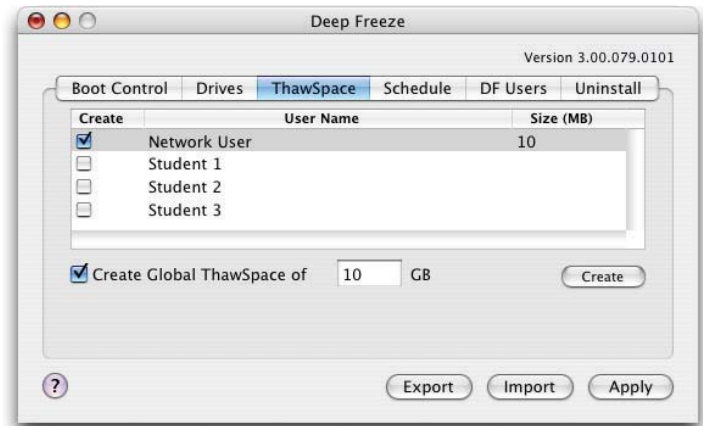 Deep Freeze
Version 3.00.079.0101
Boot Control Drives ThawSpace Schedule DF Users Uninstall
Create User Name Size (MB)
Network User 10
Student 1
Student 2
Student 3
Create Global ThawSpace of 10 GB Create
? Export Import Apply